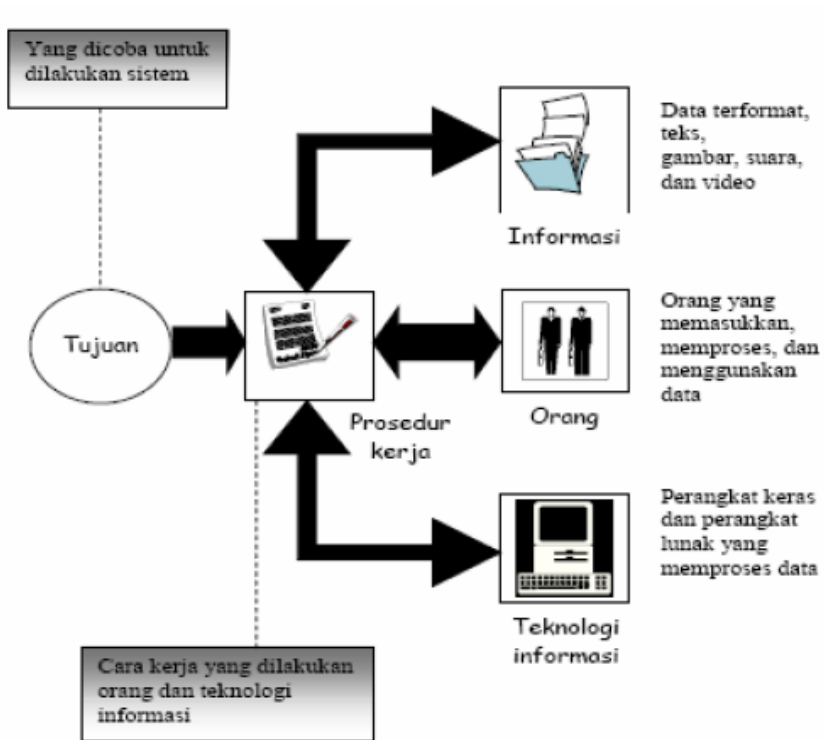 Yang dicoba untuk
dilakukan sistem
Data terformat,
teks,
gambar, suara,
dan video
Informasi
Tujuan
Prosedur
kerja
Orang yang
memasukkan,
memproses, dan
menggunakan
data
Orang
Perangkat keras
dan perangkat
lunak yang
memproses data
Teknologi
informasi
Cara kerja yang dilakukan
orang dan teknologi
informasi